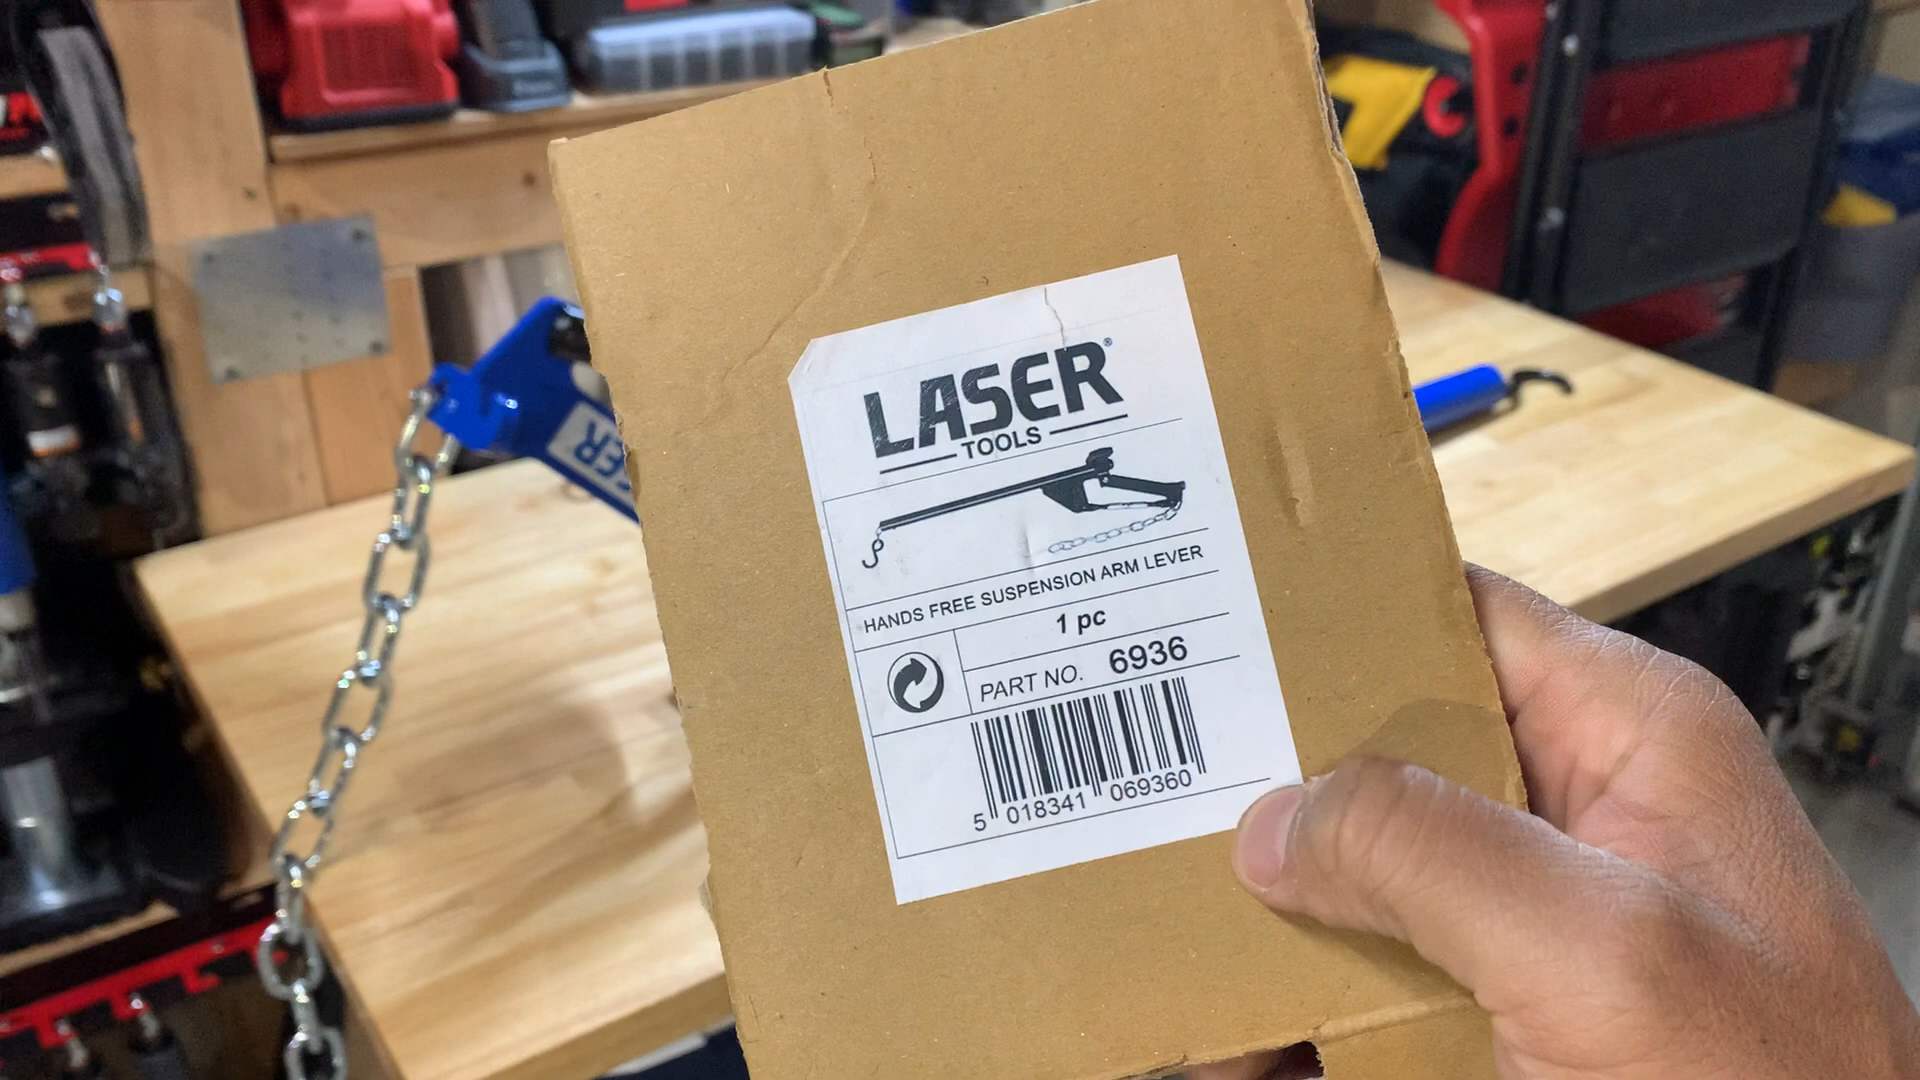 LASER®
TOOLS
HANDS FREE SUSPENSION ARM LEVER
1 pc
PART NO. 6936
5 018341 069360